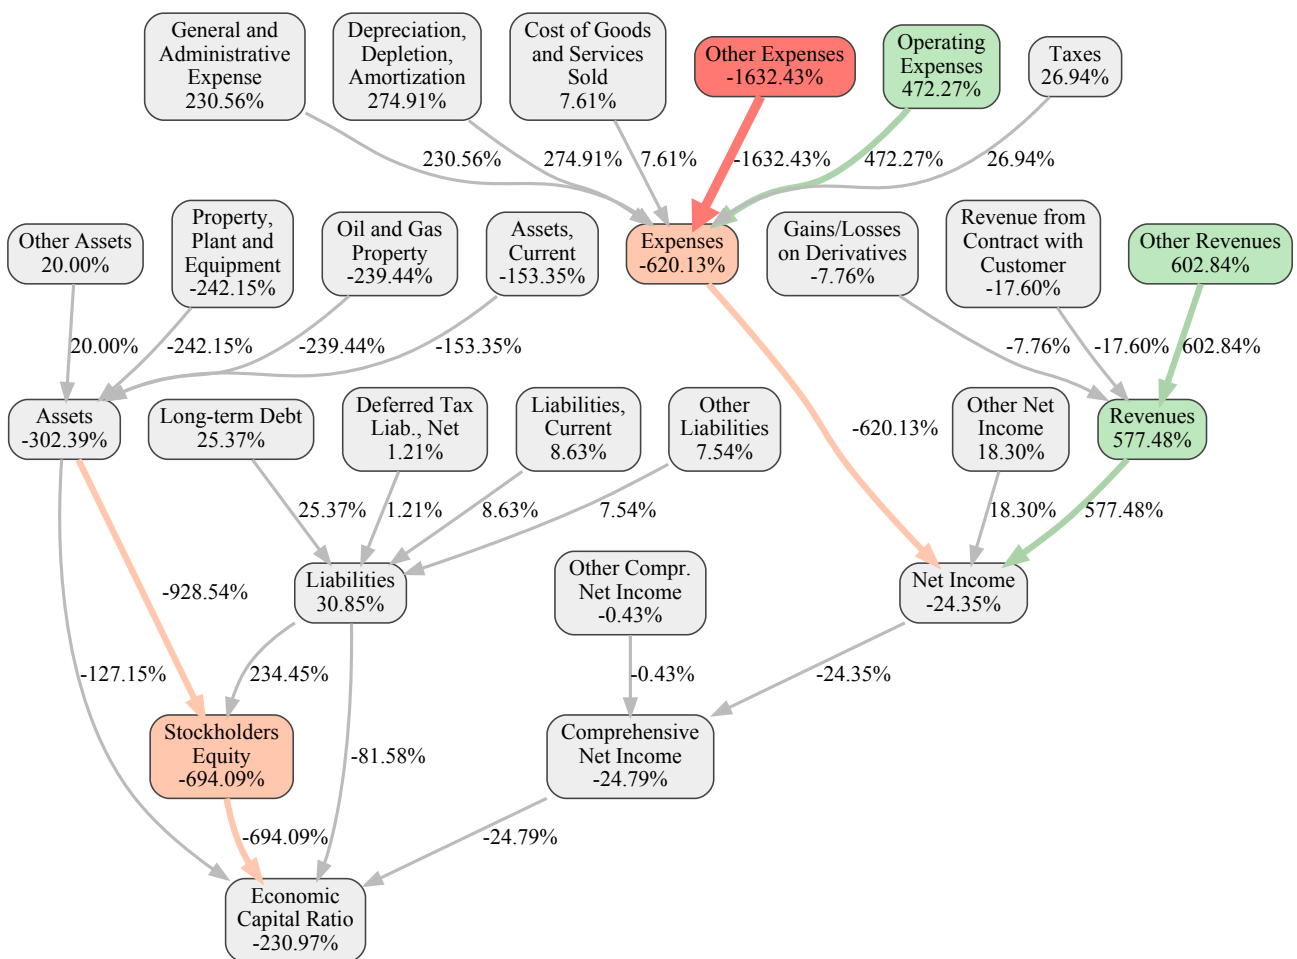 General and
Administrative
Expense
230.56%
Depreciation,
Depletion,
Amortization
274.91%
Cost of Goods
and Services
Sold
7.61%
Other Expenses
-1632.43%
Operating
Expenses
472.27%
Taxes
26.94%
230.56%
274.91%
7.61%
-1632.43%
472.27%
26.94%
Other Assets
20.00%
Property,
Plant and
Equipment
-242.15%
Oil and Gas
Property
-239.44%
Assets,
Current
-153.35%
Expenses
-620.13%
Gains/Losses
on Derivatives
-7.76%
Revenue from
Contract with
Customer
-17.60%
Other Revenues
602.84%
20.00%
-242.15%
-239.44%
-153.35%
-7.76%
-17.60%
602.84%
Assets
-302.39%
Long-term Debt
25.37%
Deferred Tax
Liab., Net
1.21%
Liabilities,
Current
8.63%
Other
Liabilities
7.54%
-620.13%
Other Net
Income
18.30%
Revenues
577.48%
25.37%
1.21%
8.63%
7.54%
18.30%
577.48%
-928.54%
Liabilities
30.85%
Other Compr.
Net Income
-0.43%
Net Income
-24.35%
-127.15%
234.45%
-0.43%
-24.35%
Stockholders
Equity
-694.09%
-81.58%
Comprehensive
Net Income
-24.79%
-694.09%
-24.79%
Economic
Capital Ratio
-230.97%